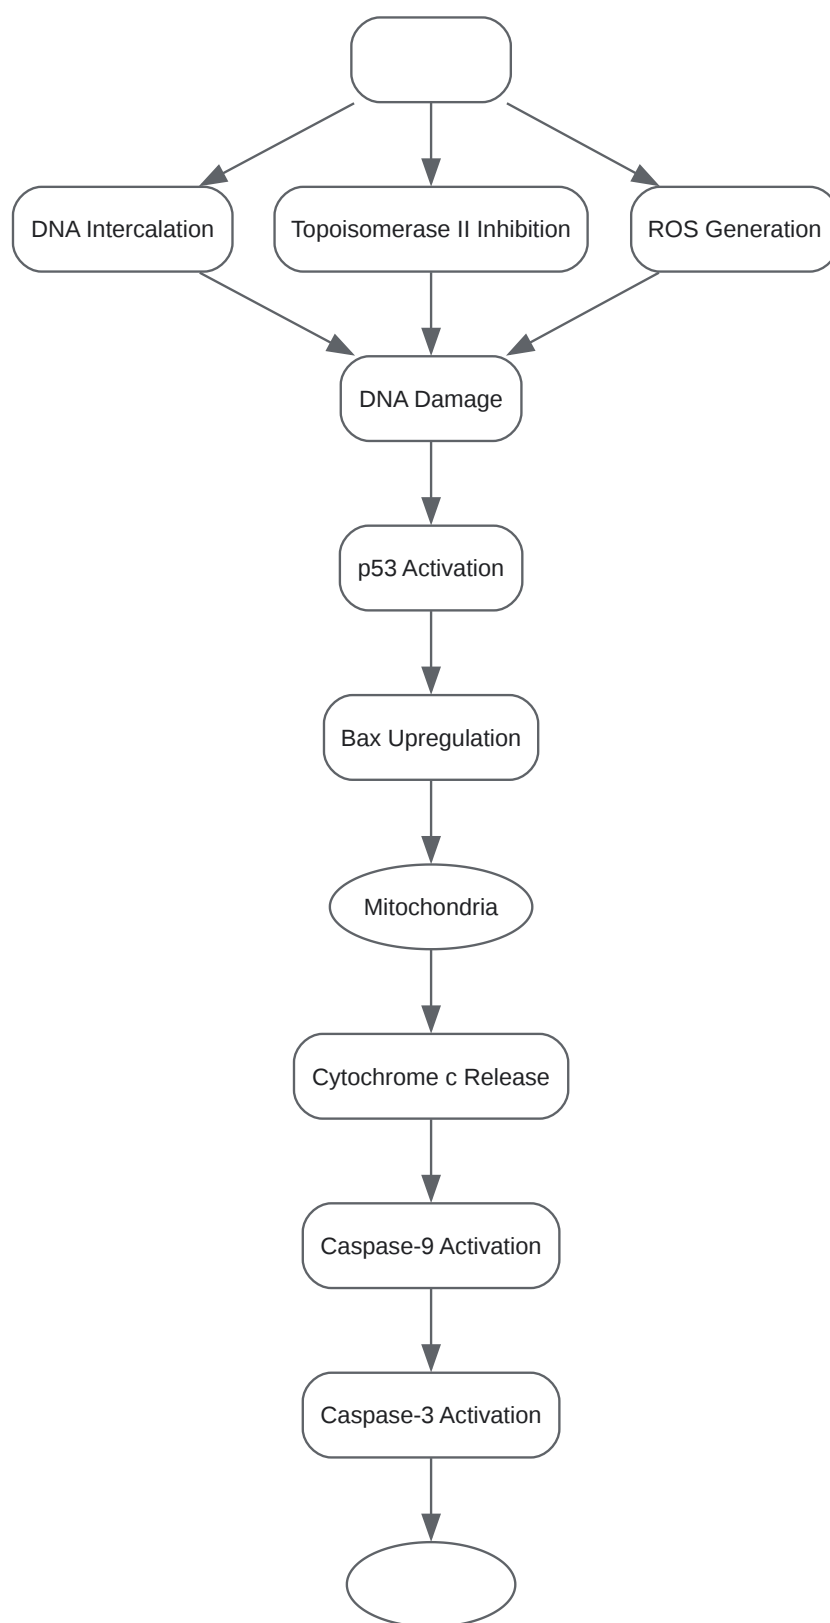 DNA Intercalation
Topoisomerase II Inhibition
ROS Generation
DNA Damage
p53 Activation
Bax Upregulation
Mitochondria
Cytochrome c Release
Caspase-9 Activation
Caspase-3 Activation